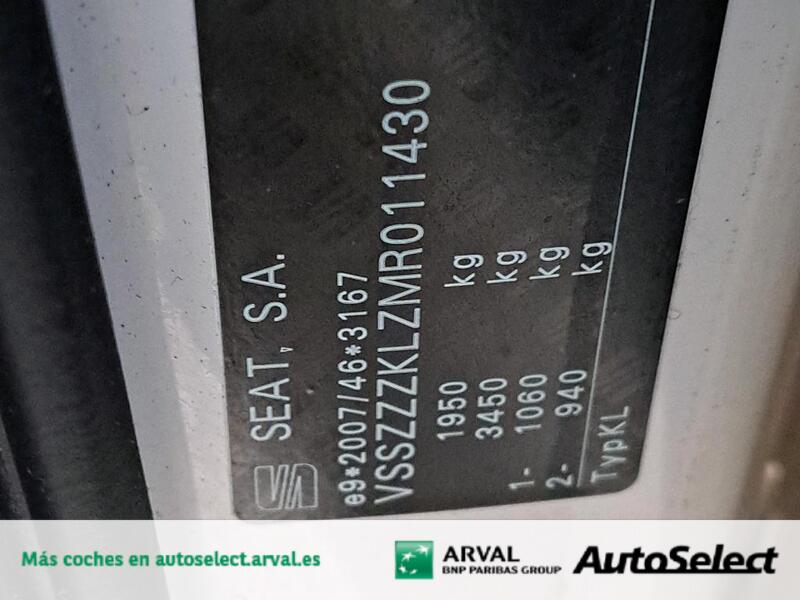 SEAT, S.A.
e9*2007/46*3167
VSSZZZKLZMR011430
1950 kg
3450 kg
1- 1060 kg
2- 940 kg
TypKL
Más coches en autoselect.arval.es
ARVAL
BNP PARIBAS GROUP
AutoSelect